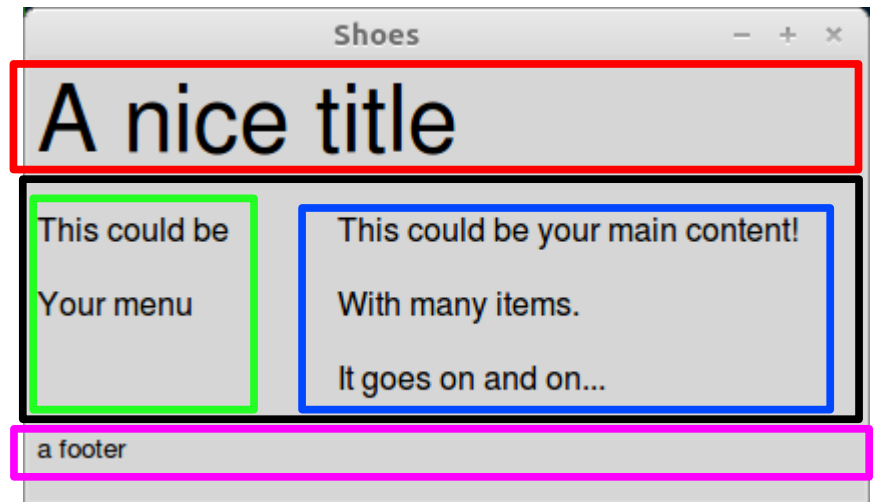 Shoes
A nice title
This could be
Your menu
This could be your main content!
With many items.
It goes on and on...
a footer